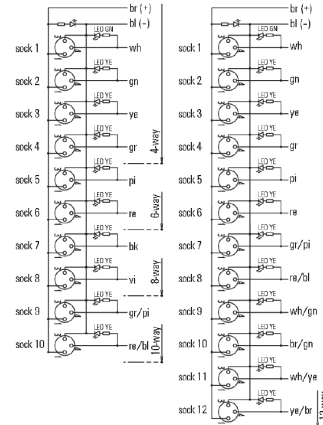 br (+)
bl (−)
LED GN
sock 1 wh
LED YE
sock 2 gn
LED YE
sock 3 ye
LED YE
sock 4 gr
4-way
LED YE
sock 5 pi
LED YE
sock 6 re
6-way
LED YE
sock 7 bk
LED YE
sock 8 vi
8-way
LED YE
sock 9 gr/pi
LED YE
sock 10 re/bl
10-way
br (+)
bl (−)
LED GN
sock 1 wh
LED YE
sock 2 gn
LED YE
sock 3 ye
LED YE
sock 4 gr
LED YE
sock 5 pi
LED YE
sock 6 re
LED YE
sock 7 gr/pi
LED YE
sock 8 re/bl
LED YE
sock 9 wh/gn
LED YE
sock 10 br/gn
LED YE
sock 11 wh/ye
LED YE
sock 12 ye/br
12-way